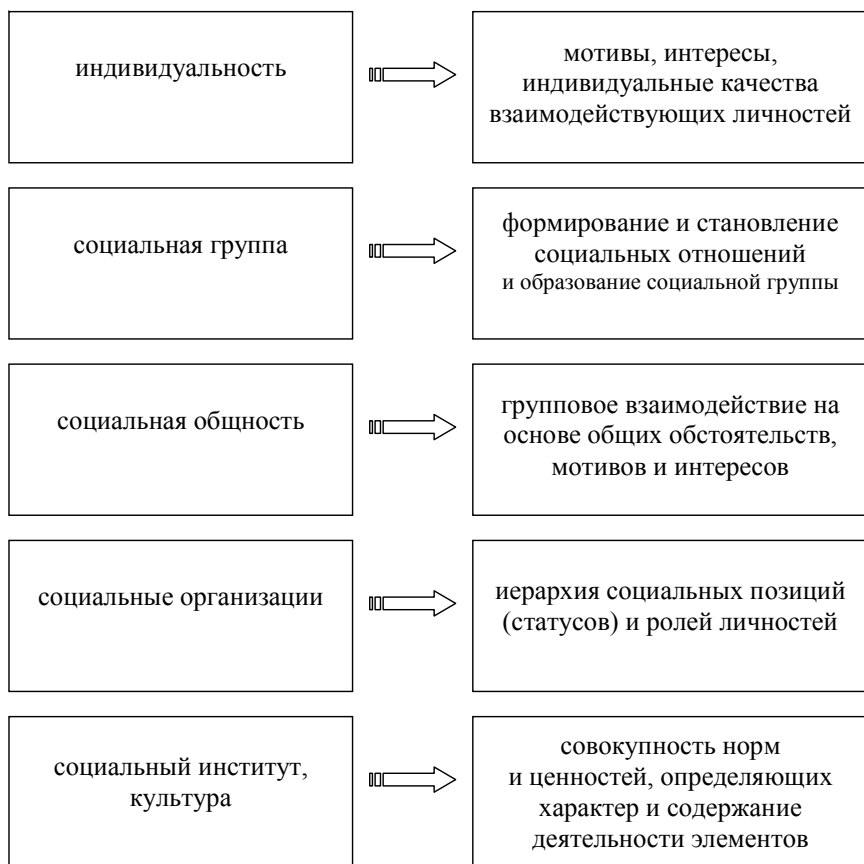 индивидуальность
мотивы, интересы,
индивидуальные качества
взаимодействующих личностей
социальная группа
формирование и становление
социальных отношений
и образование социальной группы
социальная общность
групповое взаимодействие на
основе общих обстоятельств,
мотивов и интересов
социальные организации
иерархия социальных позиций
(статусов) и ролей личностей
социальный институт,
культура
совокупность норм
и ценностей, определяющих
характер и содержание
деятельности элементов